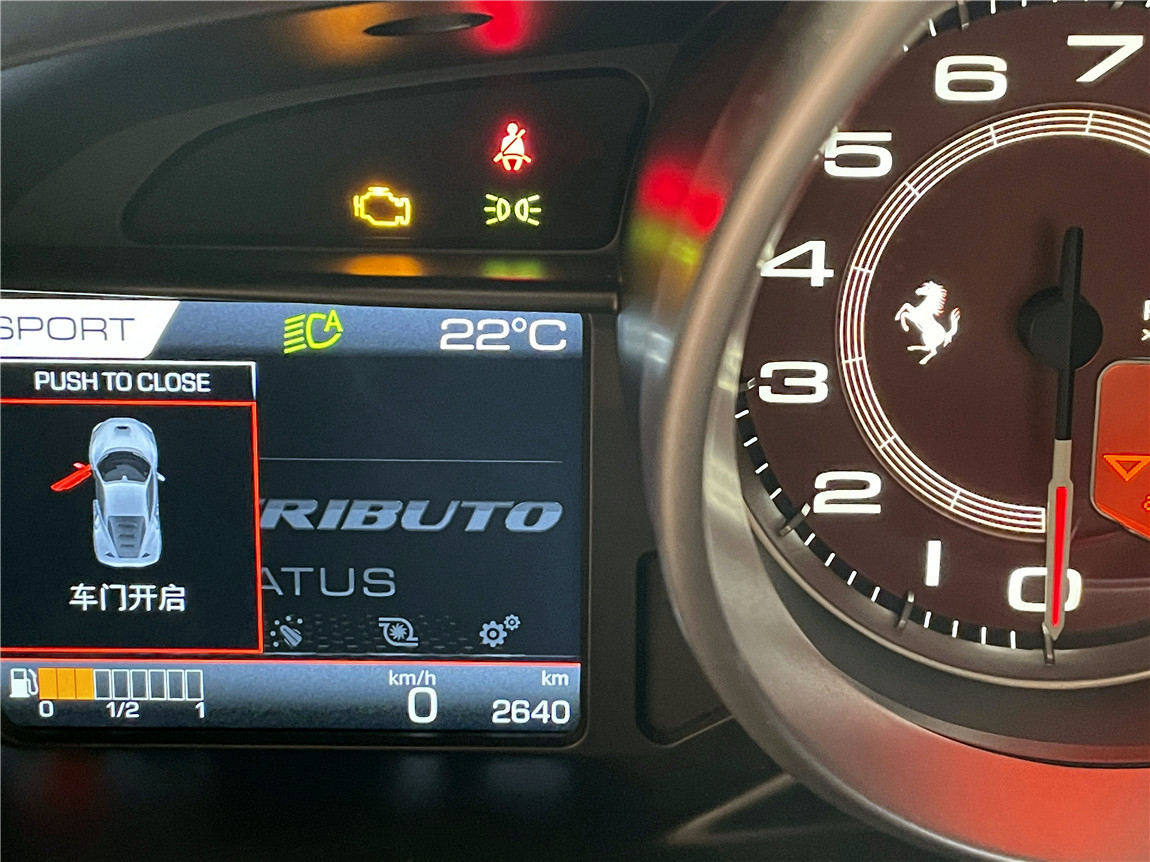 SPORT
A
22°C
PUSH TO CLOSE
TRIBUTO
车门开启
ATUS
0 1/2 1
km/h
0
km
2640
0
1
2
3
4
5
6
7